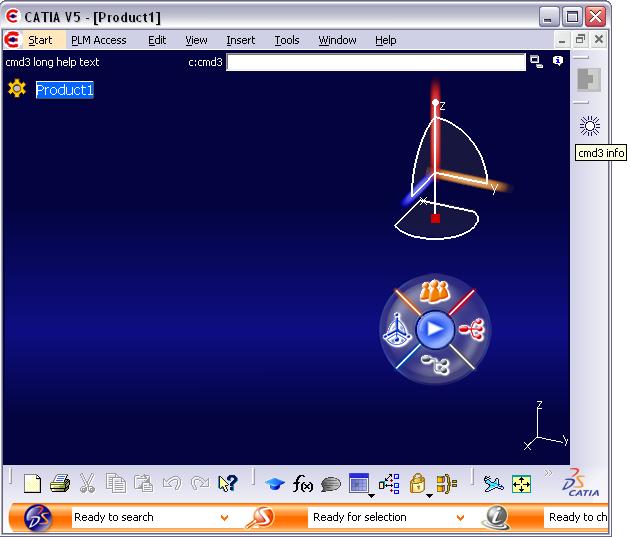 CATIA V5 - [Product1]
Start PLM Access Edit View Insert Tools Window Help
cmd3 long help text c:cmd3
Product1
z
y
x
cmd3 info
z
x y
f(x)
CATIA
Ready to search Ready for selection Ready to ch